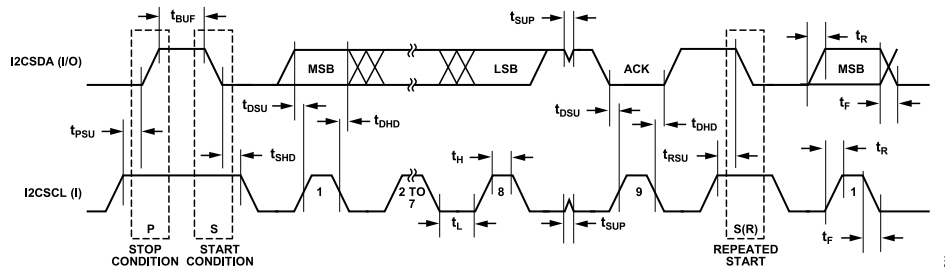 tBUF
tSUP
tR
I2CSDA (I/O)
MSB
LSB
ACK
MSB
tDSU
tDHD
tDSU
tDHD
tF
tPSU
tSHD
tH
tRSU
tR
I2CSCL (I)
1
2 TO
7
8
9
1
P
S
tL
tSUP
S(R)
tF
STOP
CONDITION
START
CONDITION
REPEATED
START